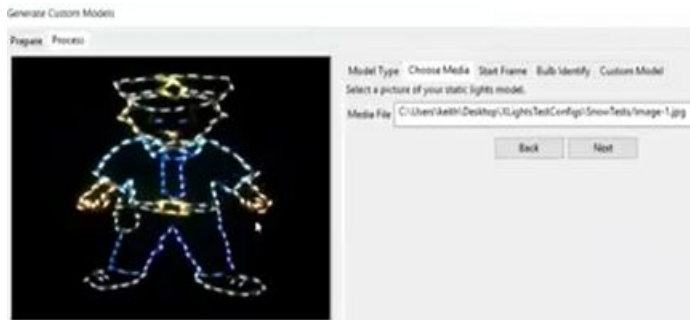 Generate Custom Models
Prepare Process
Model Type Choose Media Start Frame Bulb Identify Custom Model
Select a picture of your static lights model.
Media File C:\Users\keith\Desktop\XLightsTestConfigs\SnowTests\Image-1.jpg
Back Next